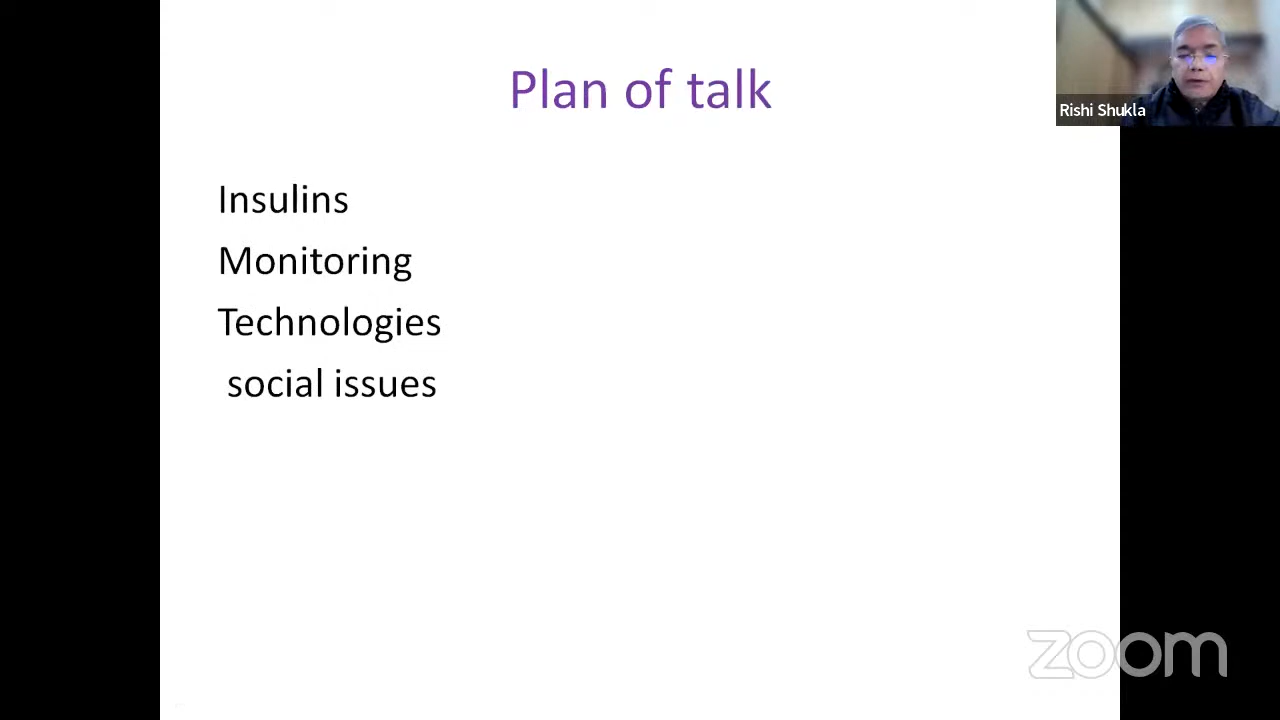 Plan of talk
Rishi Shukla
Insulins
Monitoring
Technologies
social issues
zoom